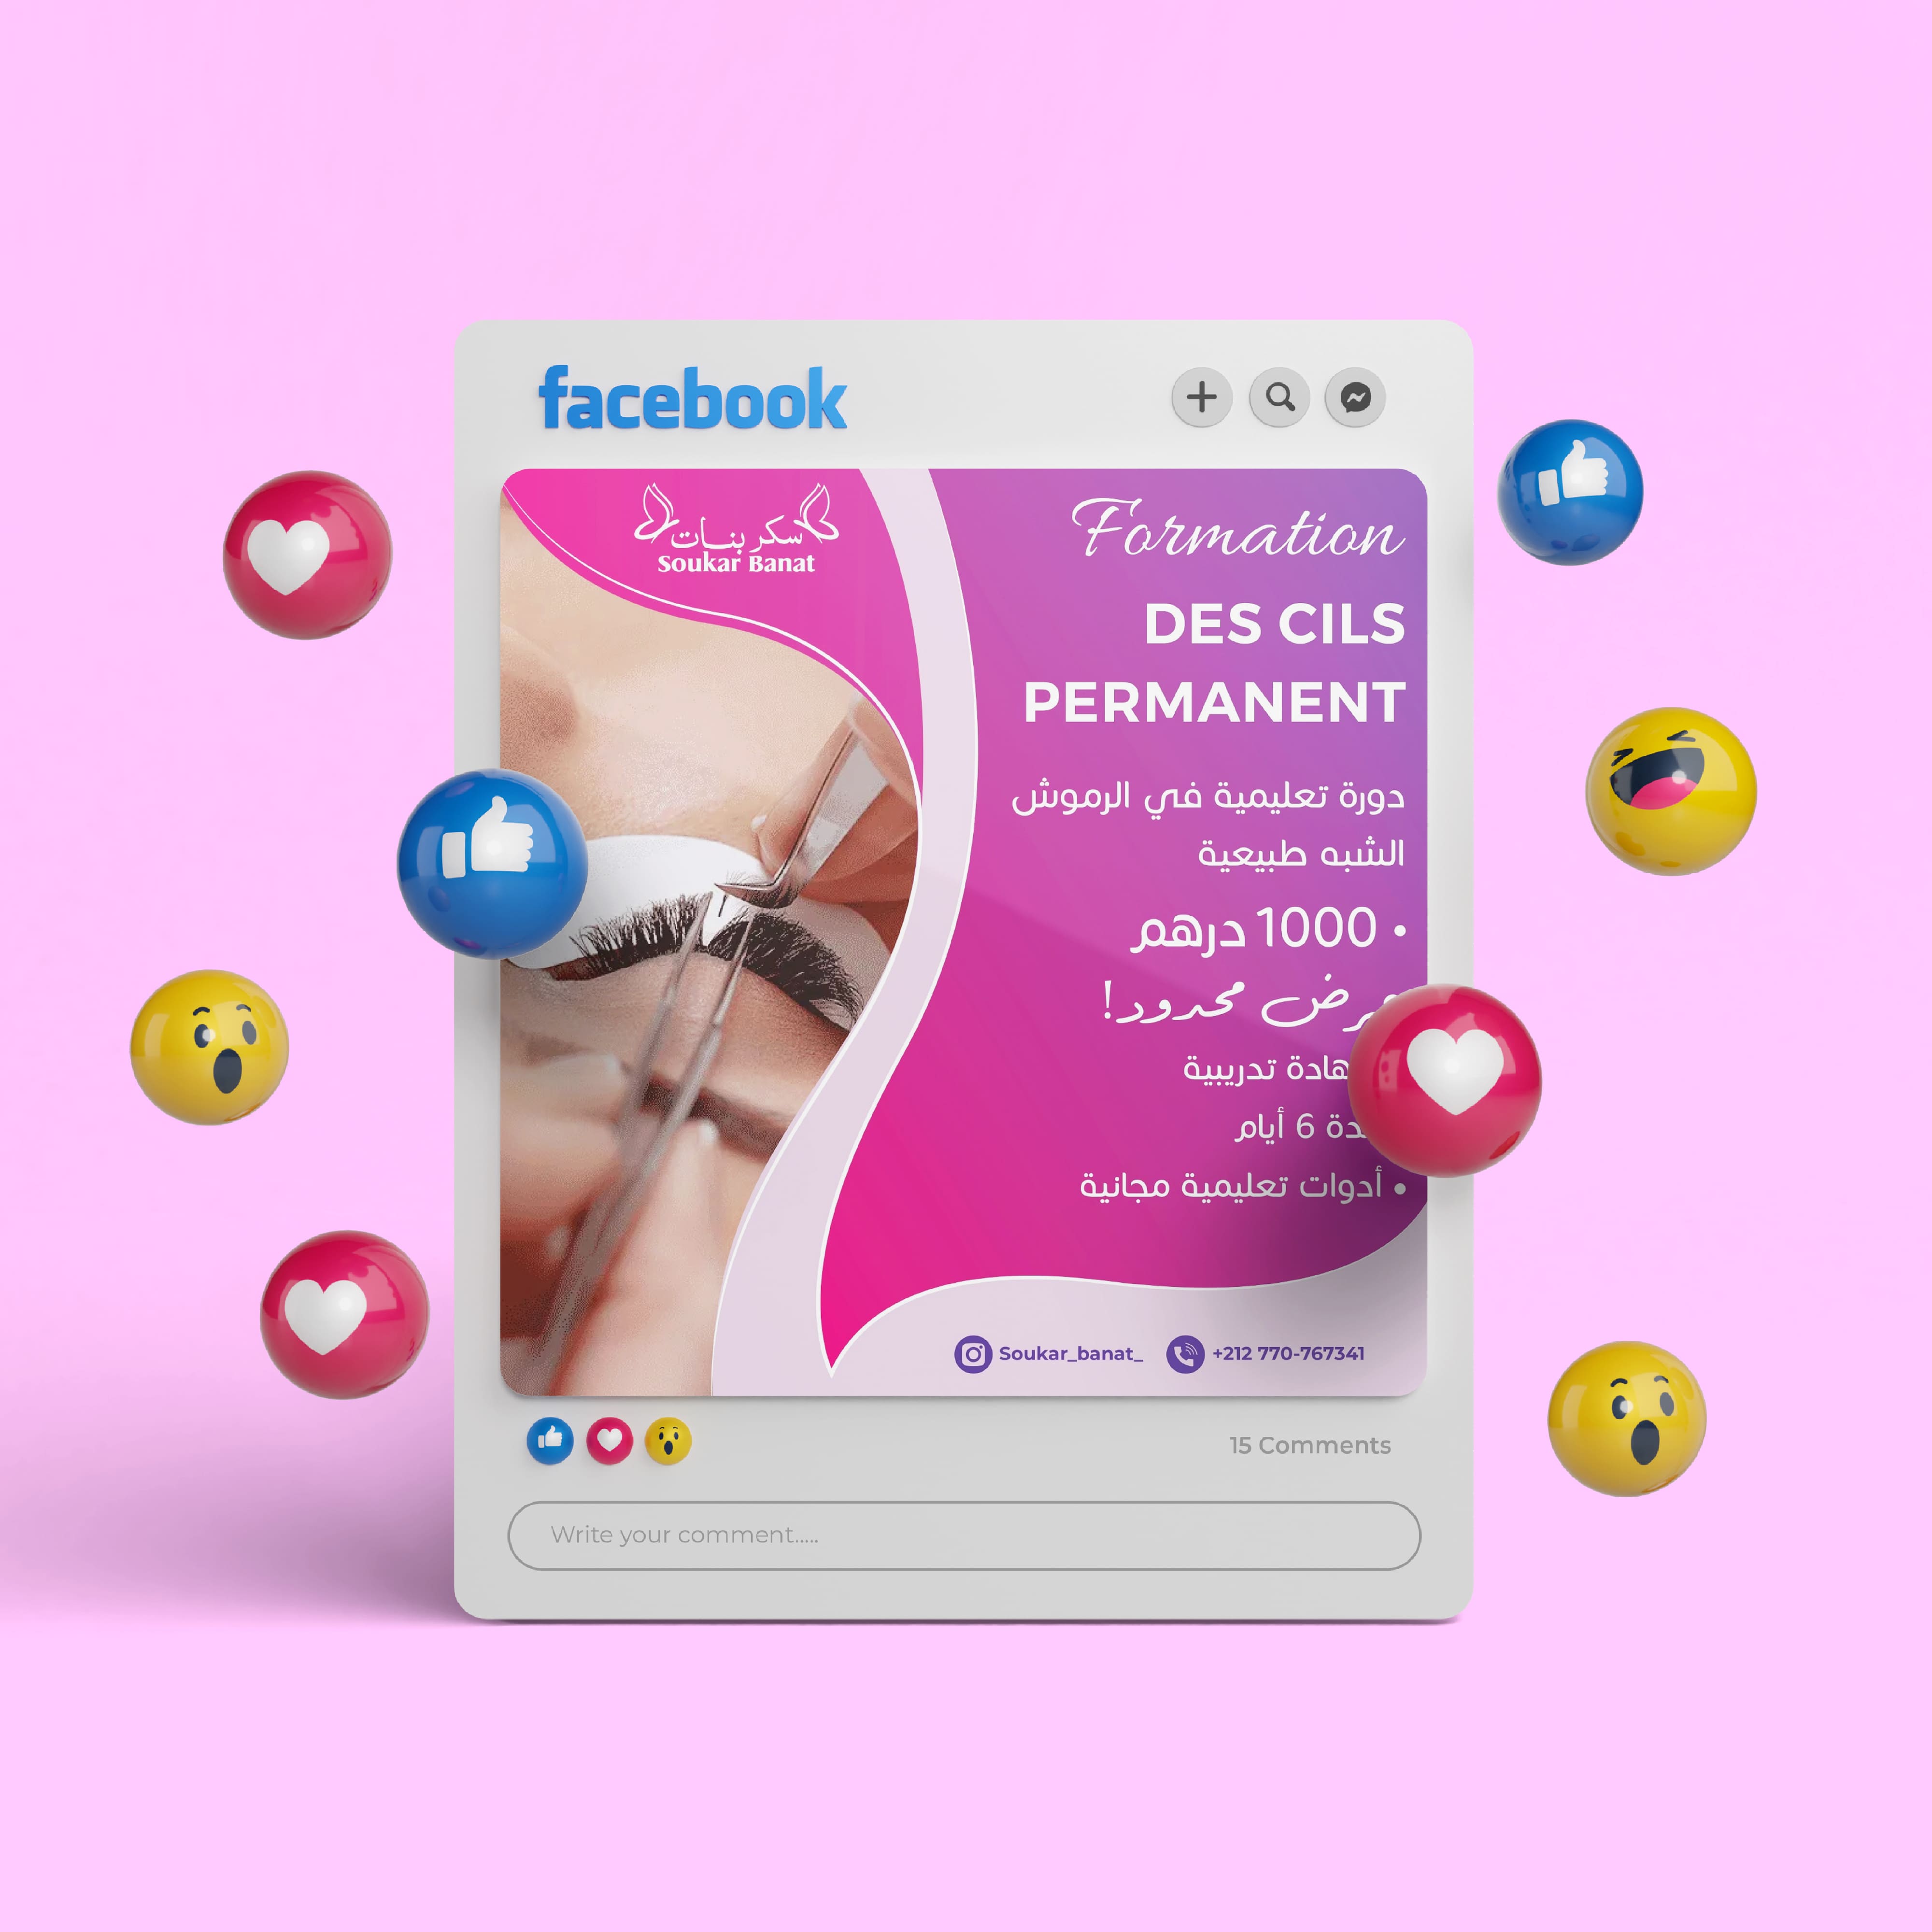 facebook
سكر بنات
Soukar Banat
Formation
DES CILS
PERMANENT
دورة تعليمية في الرموش
الشبه طبيعية
• 1000 درهم
محدود!
تدريبية
6 أيام
• أدوات تعليمية مجانية
Soukar_banat_
+212 770-767341
15 Comments
Write your comment.....